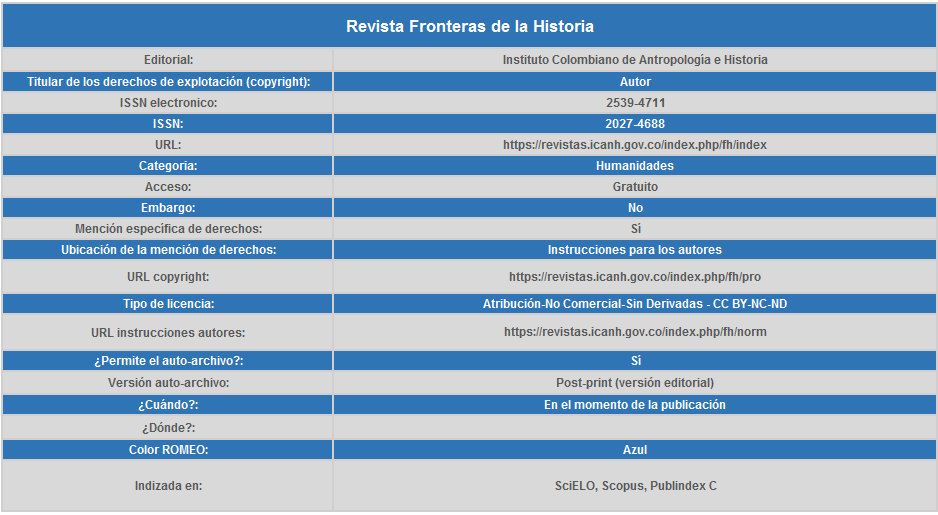 Revista Fronteras de la Historia
Editorial: Instituto Colombiano de Antropología e Historia
Titular de los derechos de explotación (copyright): Autor
ISSN electronico: 2539-4711
ISSN: 2027-4688
URL: https://revistas.icanh.gov.co/index.php/fh/index
Categoria: Humanidades
Acceso: Gratuito
Embargo: No
Mención específica de derechos: Sí
Ubicación de la mención de derechos: Instrucciones para los autores
URL copyright: https://revistas.icanh.gov.co/index.php/fh/pro
Tipo de licencia: Atribución-No Comercial-Sin Derivadas - CC BY-NC-ND
URL instrucciones autores: https://revistas.icanh.gov.co/index.php/fh/norm
¿Permite el auto-archivo?: Sí
Versión auto-archivo: Post-print (versión editorial)
¿Cuándo?: En el momento de la publicación
¿Dónde?:
Color ROMEO: Azul
Indizada en: SciELO, Scopus, Publindex C